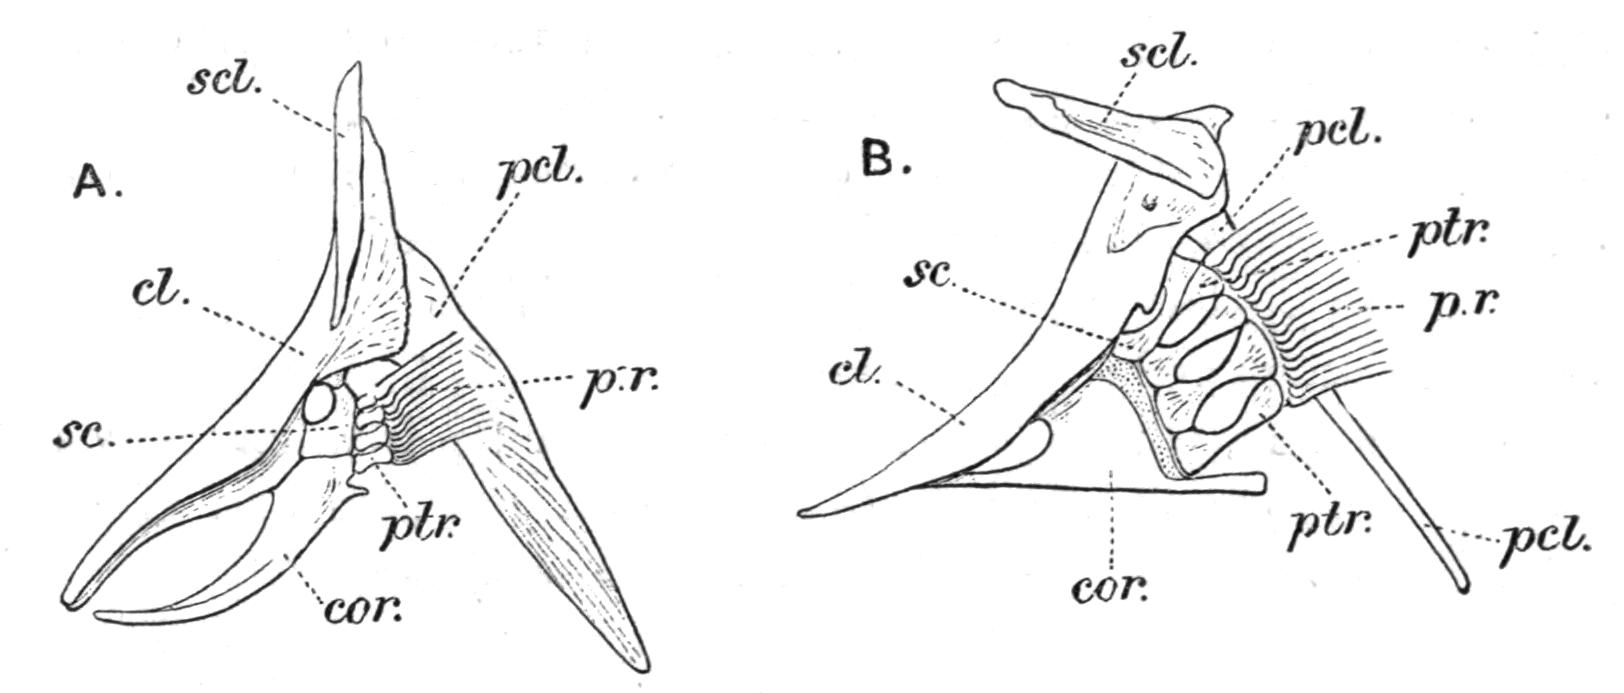 A.
scl.
pcl.
cl.
p.r.
sc.
ptr.
cor.
B.
scl.
pcl.
ptr.
sc.
p.r.
cl.
ptr.
pcl.
cor.